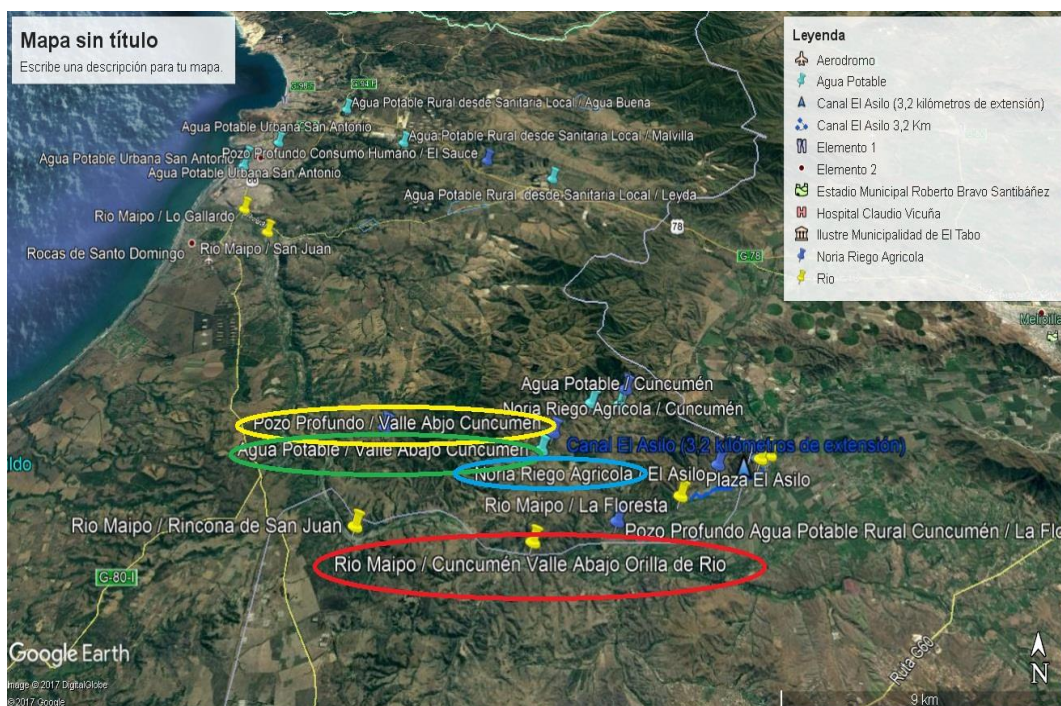 Mapa sin título
Escribe una descripción para tu mapa.
Leyenda
Aerodromo
Agua Potable
Canal El Asilo (3,2 kilómetros de extensión)
Canal El Asilo 3,2 Km
Elemento 1
Elemento 2
Estadio Municipal Roberto Bravo Santibáñez
Hospital Claudio Vicuña
Ilustre Municipalidad de El Tabo
Noria Riego Agricola
Rio
Agua Potable Rural desde Sanitaria Local / Agua Buena
Agua Potable Urbana San Antonio
Agua Potable Rural desde Sanitaria Local / Malvilla
Pozo Profundo Consumo Humano / El Sauce
Agua Potable Urbana San Antonio
Agua Potable Urbana San Antonio
Agua Potable Rural desde Sanitaria Local / Leyda
Rio Maipo / Lo Gallardo
78
Rocas de Santo Domingo
Rio Maipo / San Juan
G-78
Agua Potable / Cuncumén
Noria Riego Agrícola / Cuncumén
Pozo Profundo / Valle Abjo Cuncumén
Canal El Asilo (3,2 kilómetros de extensión)
Agua Potable / Valle Abajo Cuncumén
Noria Riego Agricola
El Asilo
Plaza El Asilo
Rio Maipo / La Floresta
Rio Maipo / Rincona de San Juan
Pozo Profundo Agua Potable Rural Cuncumén / La Flo
Rio Maipo / Cuncumén Valle Abajo Orilla de Rio
G-80-I
Google Earth
Image © 2017 DigitalGlobe
© 2017 Google
Ruta G60
N
9 km